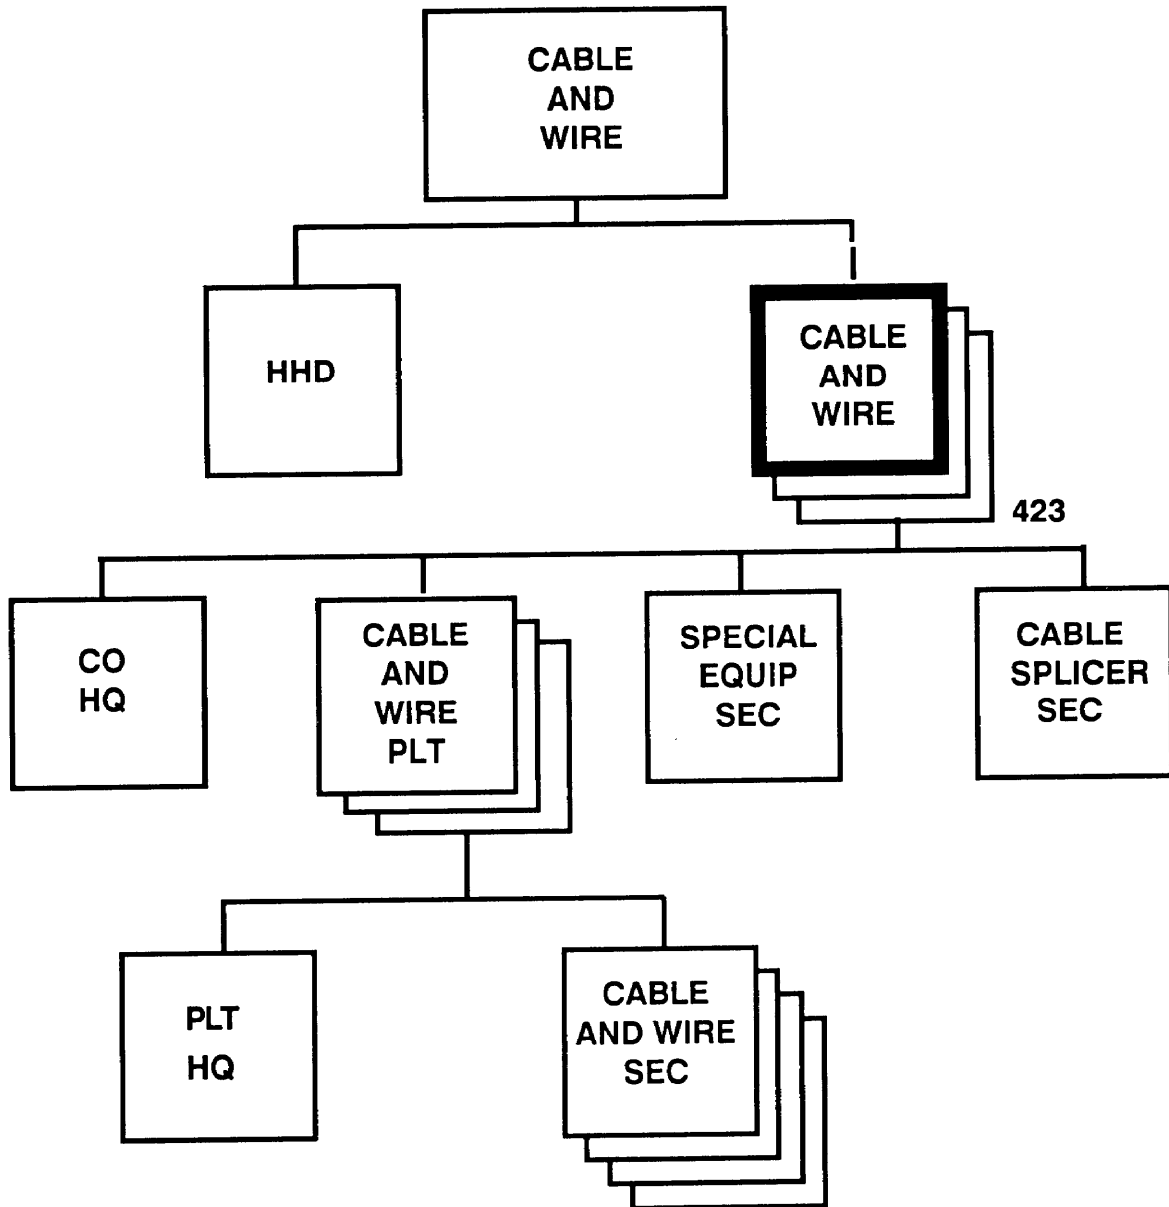 CABLE
AND
WIRE
HHD
CABLE
AND
WIRE
423
CO
HQ
CABLE
AND
WIRE
PLT
SPECIAL
EQUIP
SEC
CABLE
SPLICER
SEC
PLT
HQ
CABLE
AND WIRE
SEC